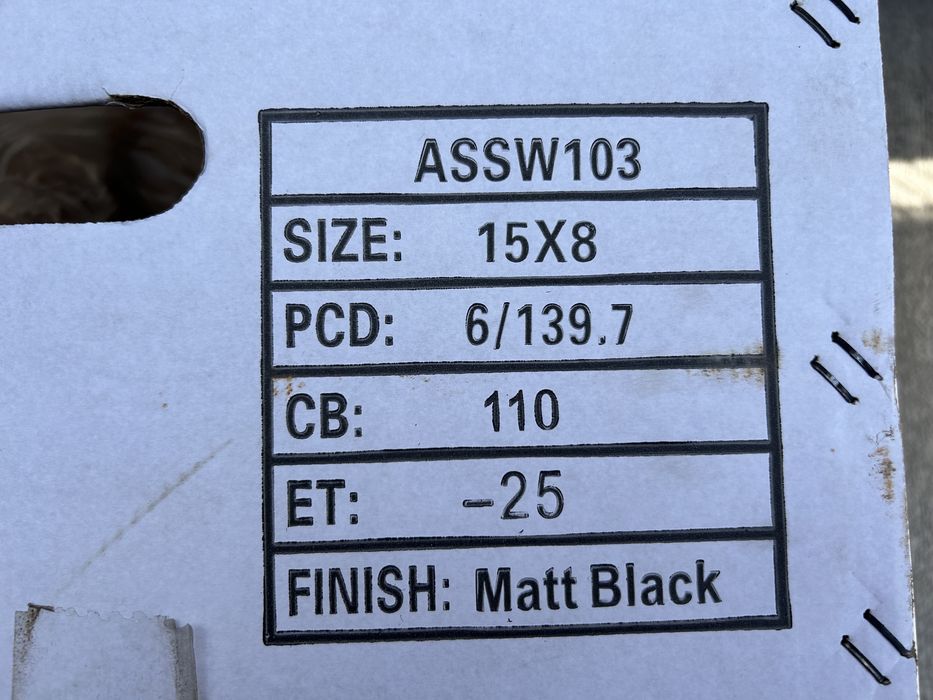 ASSW103
SIZE: 15X8
PCD: 6/139.7
CB: 110
ET: -25
FINISH: Matt Black